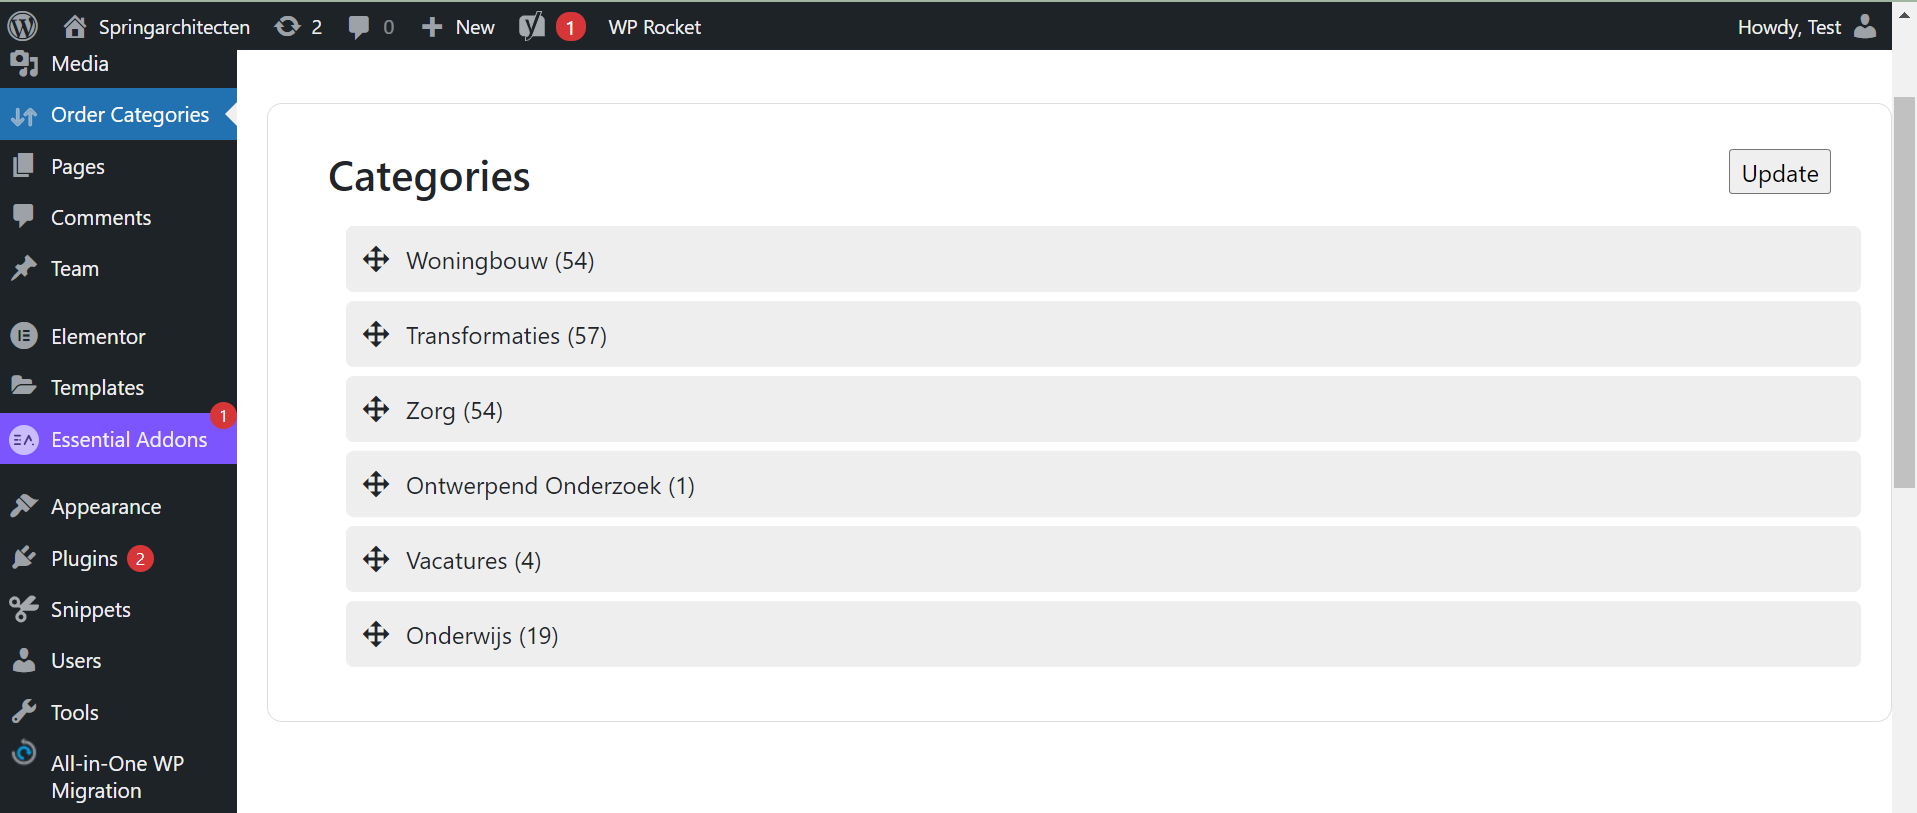 Springarchitecten 2 0 New 1 WP Rocket Howdy, Test
Media
Order Categories
Pages
Comments
Team
Elementor
Templates
1
Essential Addons
Appearance
Plugins 2
Snippets
Users
Tools
All-in-One WP
Migration
Categories
Update
Woningbouw (54)
Transformaties (57)
Zorg (54)
Ontwerpend Onderzoek (1)
Vacatures (4)
Onderwijs (19)